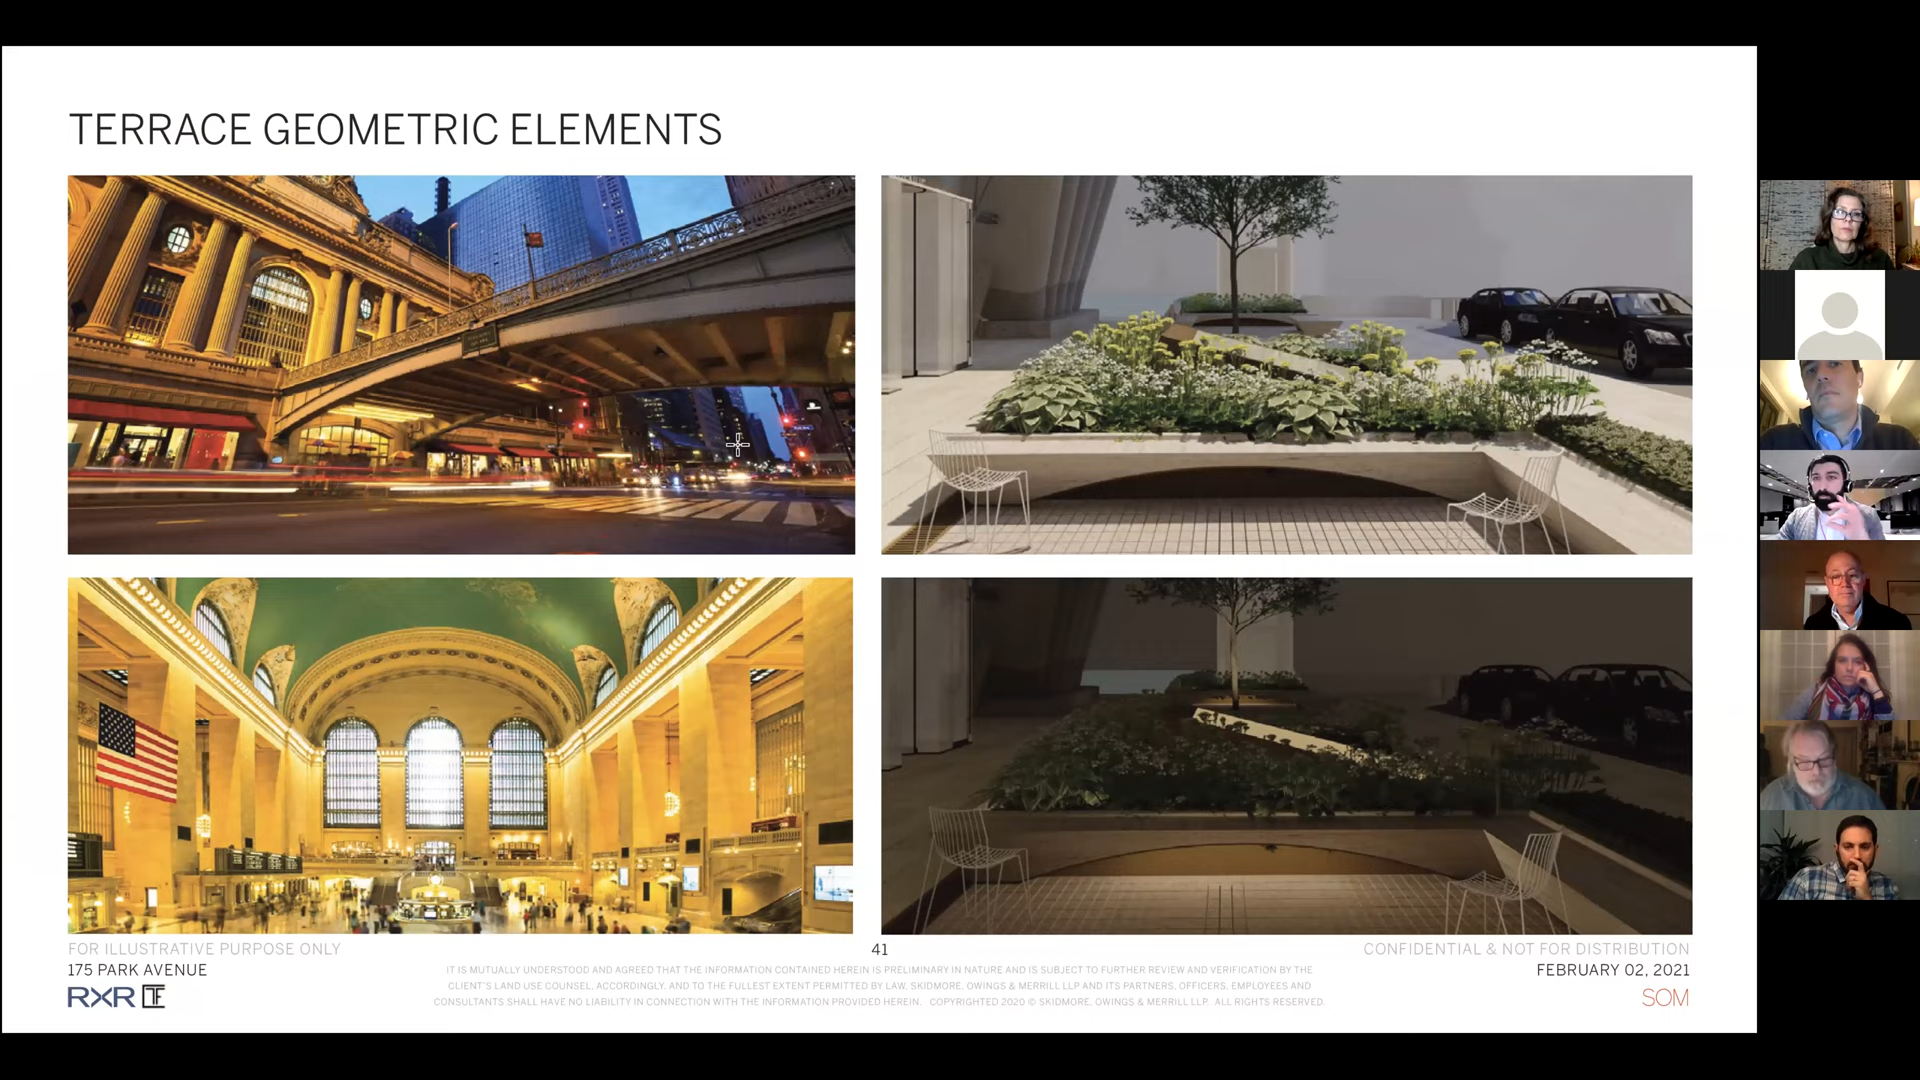 TERRACE GEOMETRIC ELEMENTS
FOR ILLUSTRATIVE PURPOSE ONLY
41
CONFIDENTIAL & NOT FOR DISTRIBUTION
175 PARK AVENUE
FEBRUARY 02, 2021
IT IS MUTUALLY UNDERSTOOD AND AGREED THAT THE INFORMATION CONTAINED HEREIN IS PRELIMINARY IN NATURE AND IS SUBJECT TO FURTHER REVIEW AND VERIFICATION BY THE
CLIENT'S LAND USE COUNSEL, ACCORDINGLY, AND TO THE FULLEST EXTENT PERMITTED BY LAW, SKIDMORE, OWINGS & MERRILL LLP AND ITS PARTNERS, OFFICERS, EMPLOYEES AND
CONSULTANTS SHALL HAVE NO LIABILITY IN CONNECTION WITH THE INFORMATION PROVIDED HEREIN. COPYRIGHTED 2020 © SKIDMORE, OWINGS & MERRILL LLP. ALL RIGHTS RESERVED.
RXR
SOM